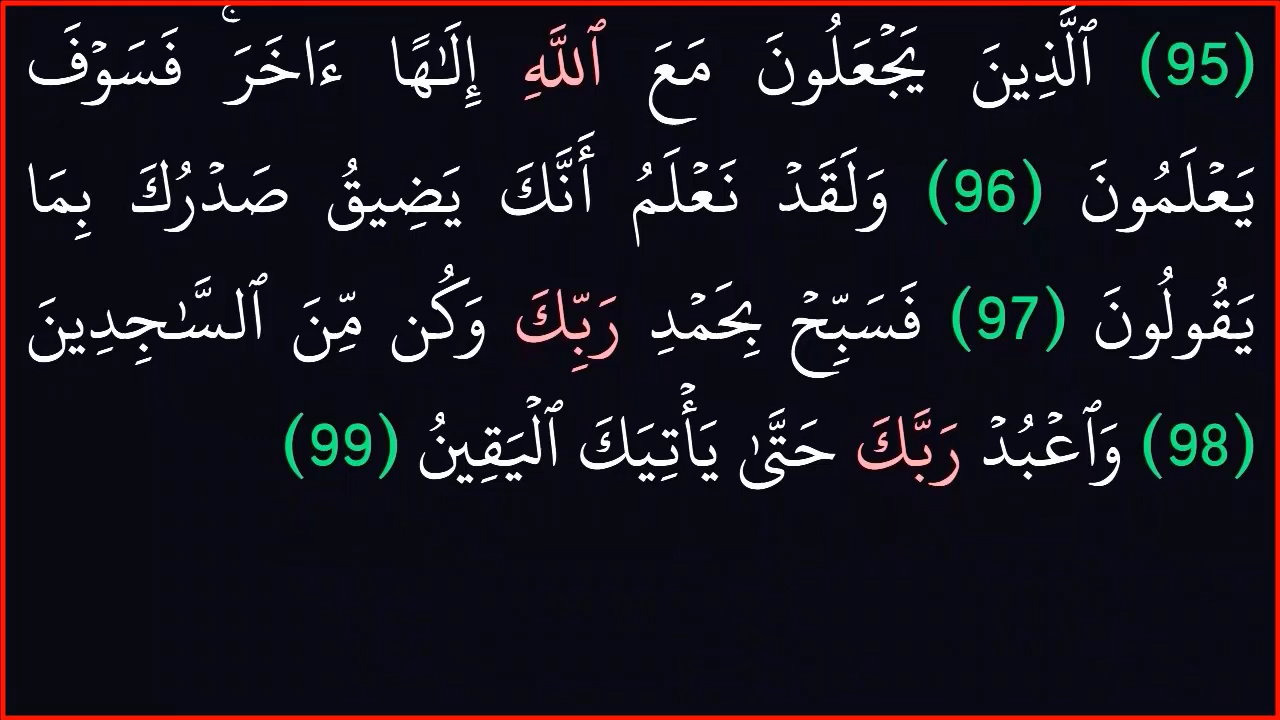 (95) ٱلَّذِينَ يَجْعَلُونَ مَعَ ٱللَّهِ إِلَـٰهًا ءَاخَرَ ۚ فَسَوْفَ
يَعْلَمُونَ (96) وَلَقَدْ نَعْلَمُ أَنَّكَ يَضِيقُ صَدْرُكَ بِمَا
يَقُولُونَ (97) فَسَبِّحْ بِحَمْدِ رَبِّكَ وَكُن مِّنَ ٱلسَّـٰجِدِينَ
(98) وَٱعْبُدْ رَبَّكَ حَتَّىٰ يَأْتِيَكَ ٱلْيَقِينُ (99)